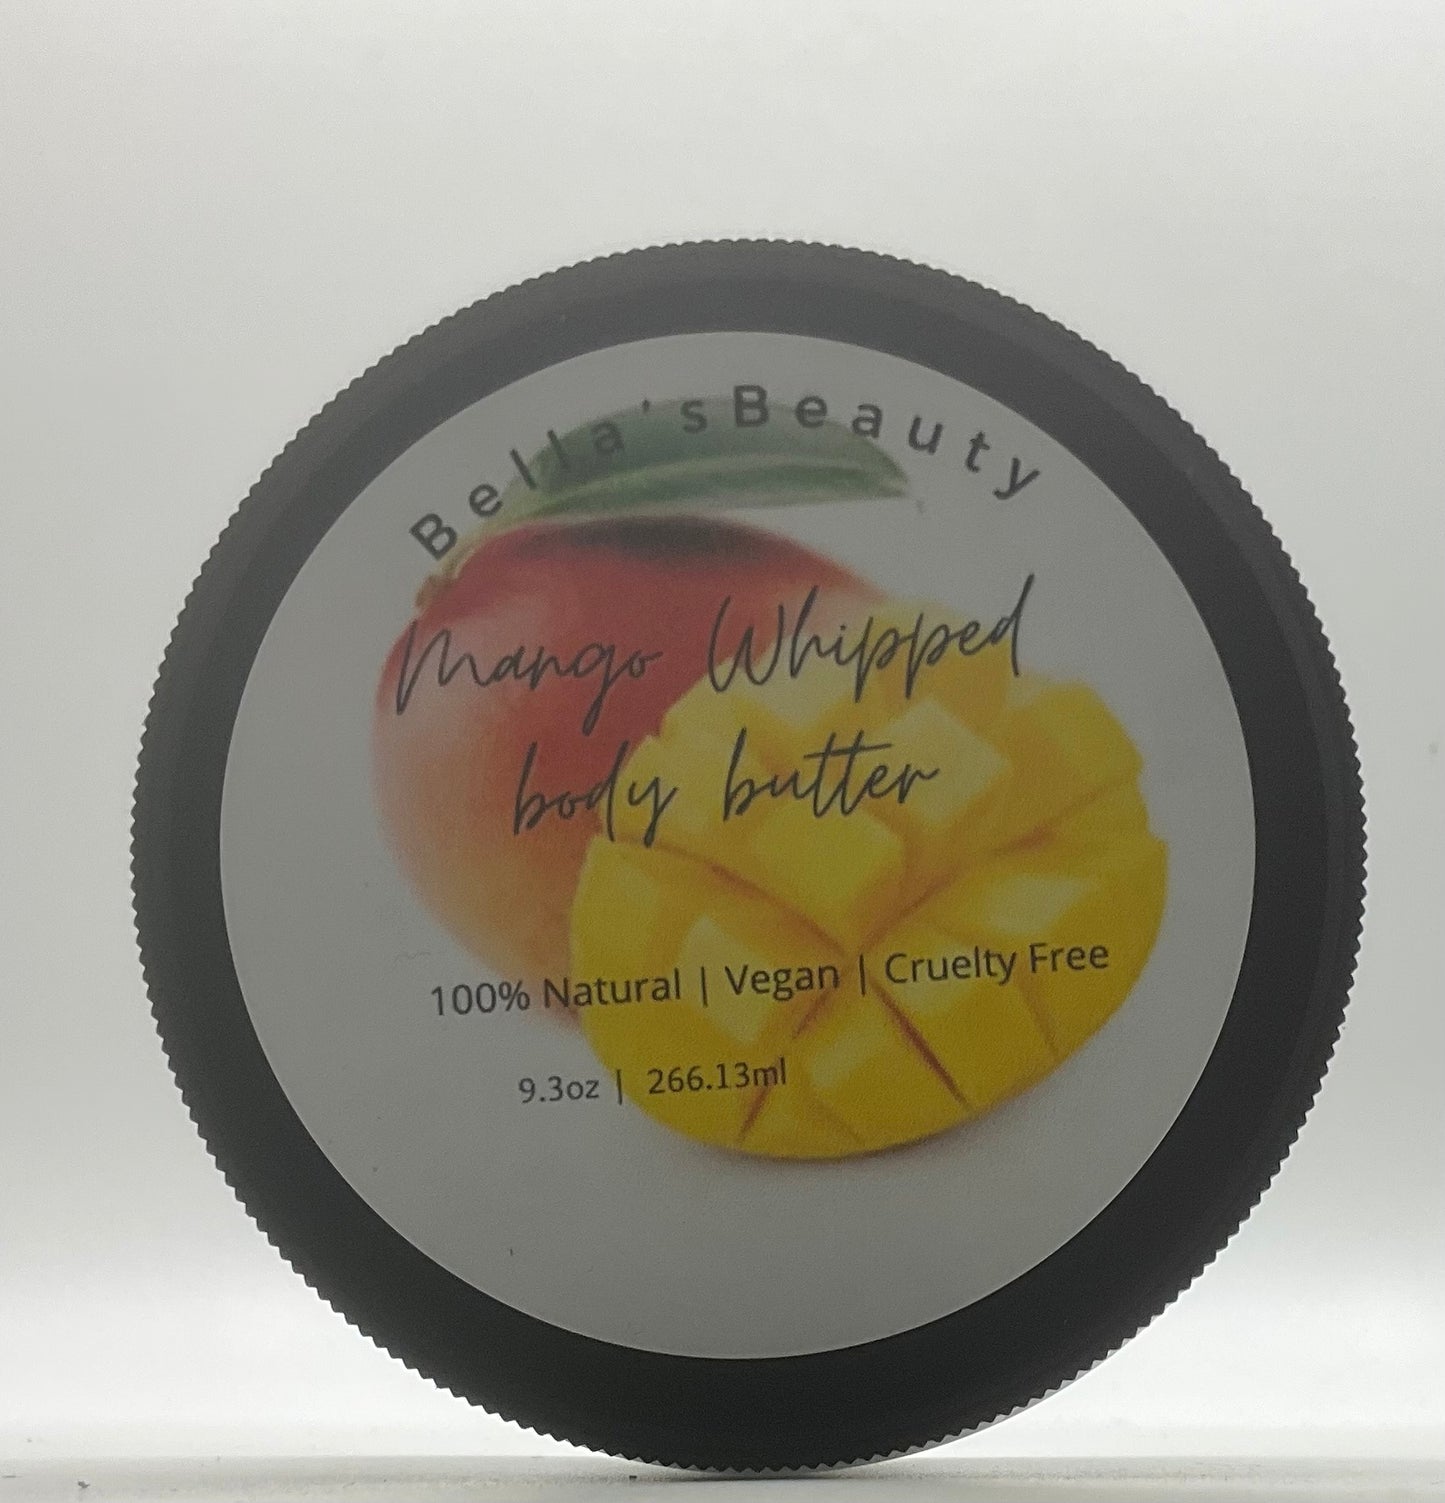 Bella'sBeauty
Mango Whipped
body butter
100% Natural | Vegan | Cruelty Free
9.3oz | 266.13ml